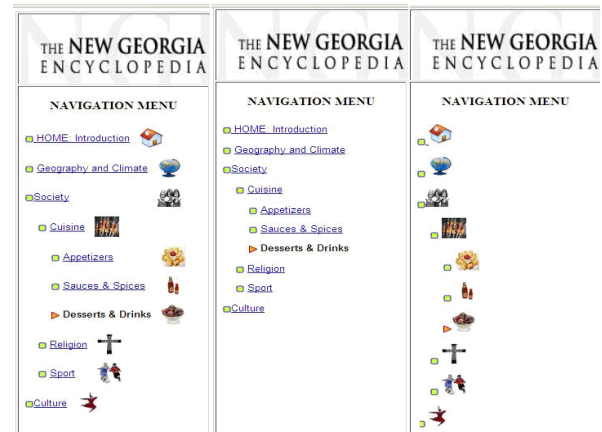 THE NEW GEORGIA
ENCYCLOPEDIA
NAVIGATION MENU
HOME: Introduction
Geography and Climate
Society
Cuisine
Appetizers
Sauces & Spices
Desserts & Drinks
Religion
Sport
Culture
THE NEW GEORGIA
ENCYCLOPEDIA
NAVIGATION MENU
HOME: Introduction
Geography and Climate
Society
Cuisine
Appetizers
Sauces & Spices
Desserts & Drinks
Religion
Sport
Culture
THE NEW GEORGIA
ENCYCLOPEDIA
NAVIGATION MENU